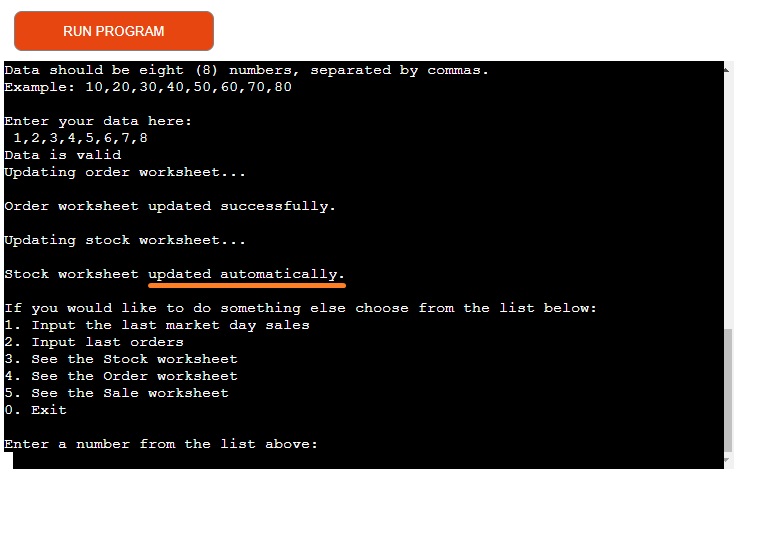 RUN PROGRAM
Data should be eight (8) numbers, separated by commas.
Example: 10,20,30,40,50,60,70,80
Enter your data here:
1,2,3,4,5,6,7,8
Data is valid
Updating order worksheet...
Order worksheet updated successfully.
Updating stock worksheet...
Stock worksheet updated automatically.
If you would like to do something else choose from the list below:
1. Input the last market day sales
2. Input last orders
3. See the Stock worksheet
4. See the Order worksheet
5. See the Sale worksheet
0. Exit
Enter a number from the list above: